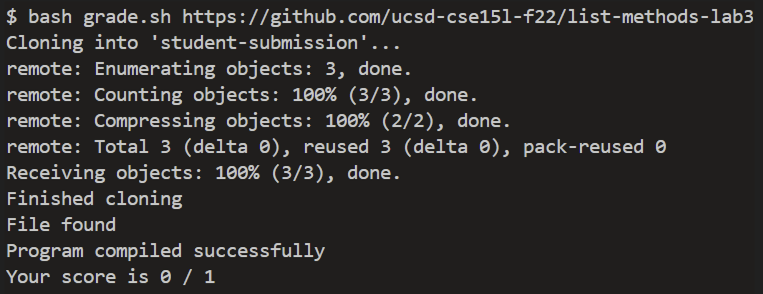 $ bash grade.sh https://github.com/ucsd-cse15l-f22/list-methods-lab3
Cloning into 'student-submission'...
remote: Enumerating objects: 3, done.
remote: Counting objects: 100% (3/3), done.
remote: Compressing objects: 100% (2/2), done.
remote: Total 3 (delta 0), reused 3 (delta 0), pack-reused 0
Receiving objects: 100% (3/3), done.
Finished cloning
File found
Program compiled successfully
Your score is 0 / 1